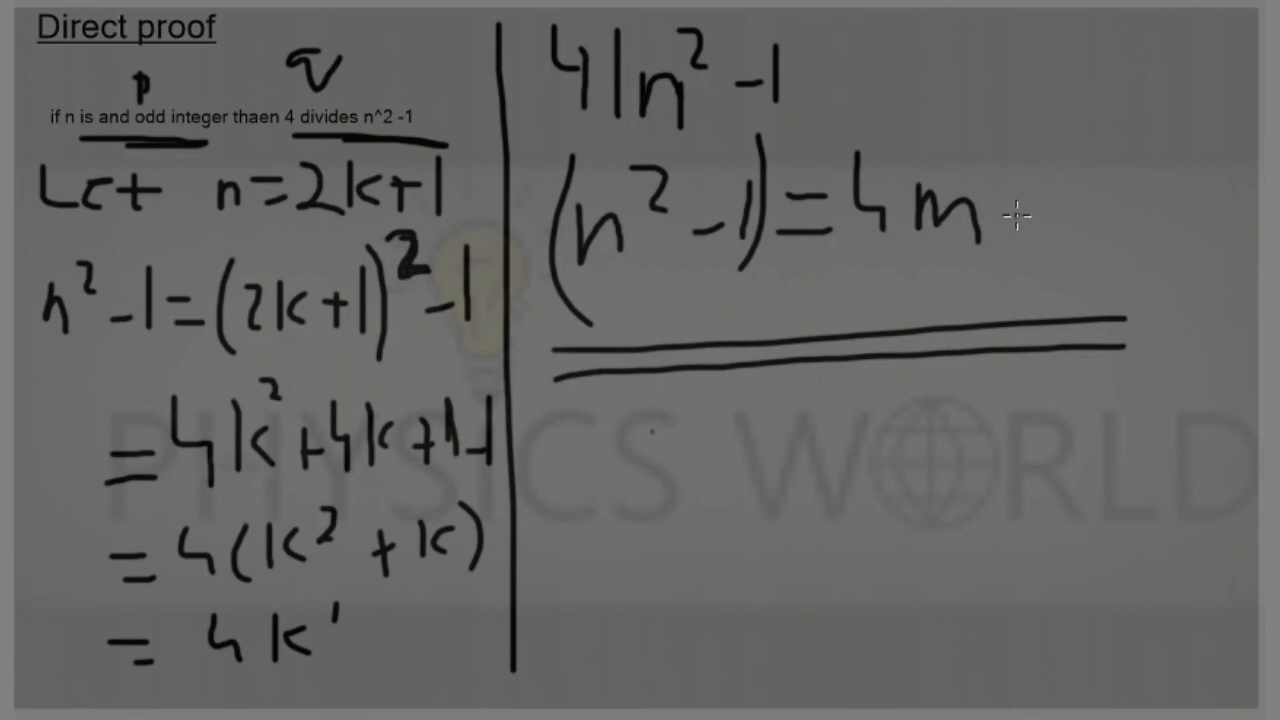 Direct proof
p q
if n is and odd integer thaen 4 divides n^2 -1
Let n=2k+1
n²-1=(2k+1)²-1
=4k²+4k+1-1
=4(k²+k)
=4k'
4|n²-1
(n²-1)=4m
PHYSICS WORLD